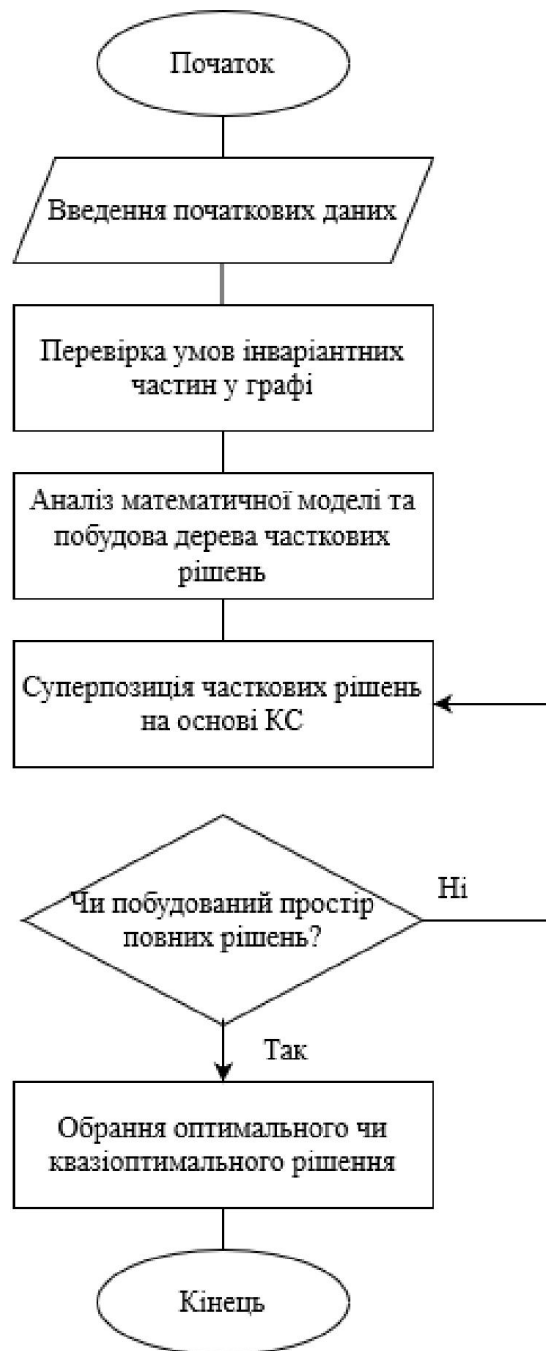 Початок
Введення початкових даних
Перевірка умов інваріантних
частин у графі
Аналіз математичної моделі та
побудова дерева часткових
рішень
Суперпозиція часткових рішень
на основі КС
Чи побудований простір
повних рішень?
Ні
Так
Обрання оптимального чи
квазіоптимального рішення
Кінець